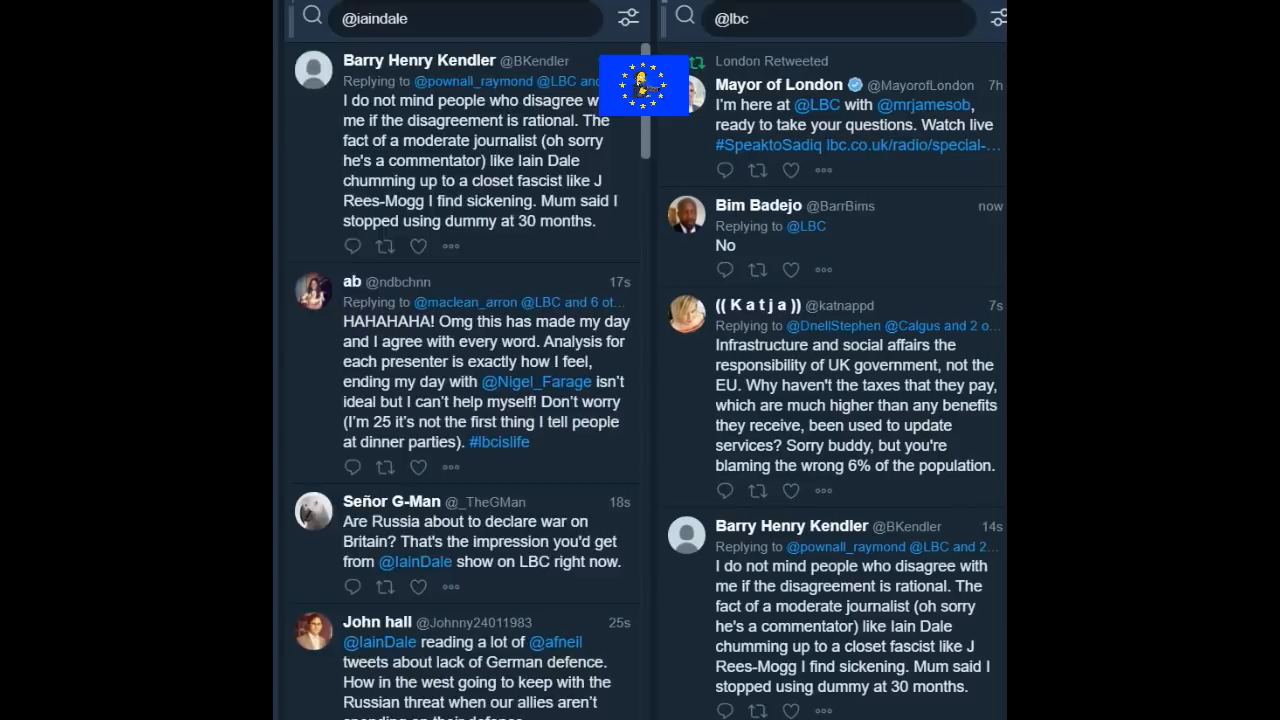 @iaindale
Barry Henry Kendler @BKendler
Replying to @pownall_raymond @LBC and
I do not mind people who disagree w
me if the disagreement is rational. The
fact of a moderate journalist (oh sorry
he's a commentator) like Iain Dale
chumming up to a closet fascist like J
Rees-Mogg I find sickening. Mum said I
stopped using dummy at 30 months.
ab @ndbchnn 17s
Replying to @maclean_arron @LBC and 6 ot...
HAHAHAHA! Omg this has made my day
and I agree with every word. Analysis for
each presenter is exactly how I feel,
ending my day with @Nigel_Farage isn't
ideal but I can't help myself! Don't worry
(I'm 25 it's not the first thing I tell people
at dinner parties). #lbcislife
Señor G-Man @_TheGMan 18s
Are Russia about to declare war on
Britain? That's the impression you'd get
from @IainDale show on LBC right now.
John hall @Johnny24011983 25s
@IainDale reading a lot of @afneil
tweets about lack of German defence.
How in the west going to keep with the
Russian threat when our allies aren't
spending on their defence
@lbc
London Retweeted
Mayor of London @MayorofLondon 7h
I'm here at @LBC with @mrjamesob,
ready to take your questions. Watch live
#SpeaktoSadiq lbc.co.uk/radio/special-...
Bim Badejo @BarrBims now
Replying to @LBC
No
(( K a t j a )) @katnappd 7s
Replying to @DnellStephen @Calgus and 2 o...
Infrastructure and social affairs the
responsibility of UK government, not the
EU. Why haven't the taxes that they pay,
which are much higher than any benefits
they receive, been used to update
services? Sorry buddy, but you're
blaming the wrong 6% of the population.
Barry Henry Kendler @BKendler 14s
Replying to @pownall_raymond @LBC and 2...
I do not mind people who disagree with
me if the disagreement is rational. The
fact of a moderate journalist (oh sorry
he's a commentator) like Iain Dale
chumming up to a closet fascist like J
Rees-Mogg I find sickening. Mum said I
stopped using dummy at 30 months.